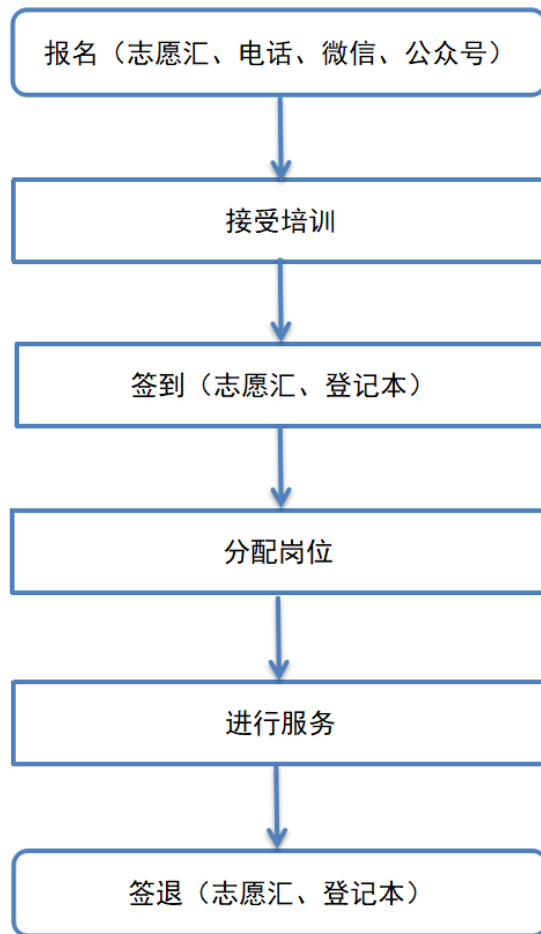 报名（志愿汇、电话、微信、公众号）
接受培训
签到（志愿汇、登记本）
分配岗位
进行服务
签退（志愿汇、登记本）